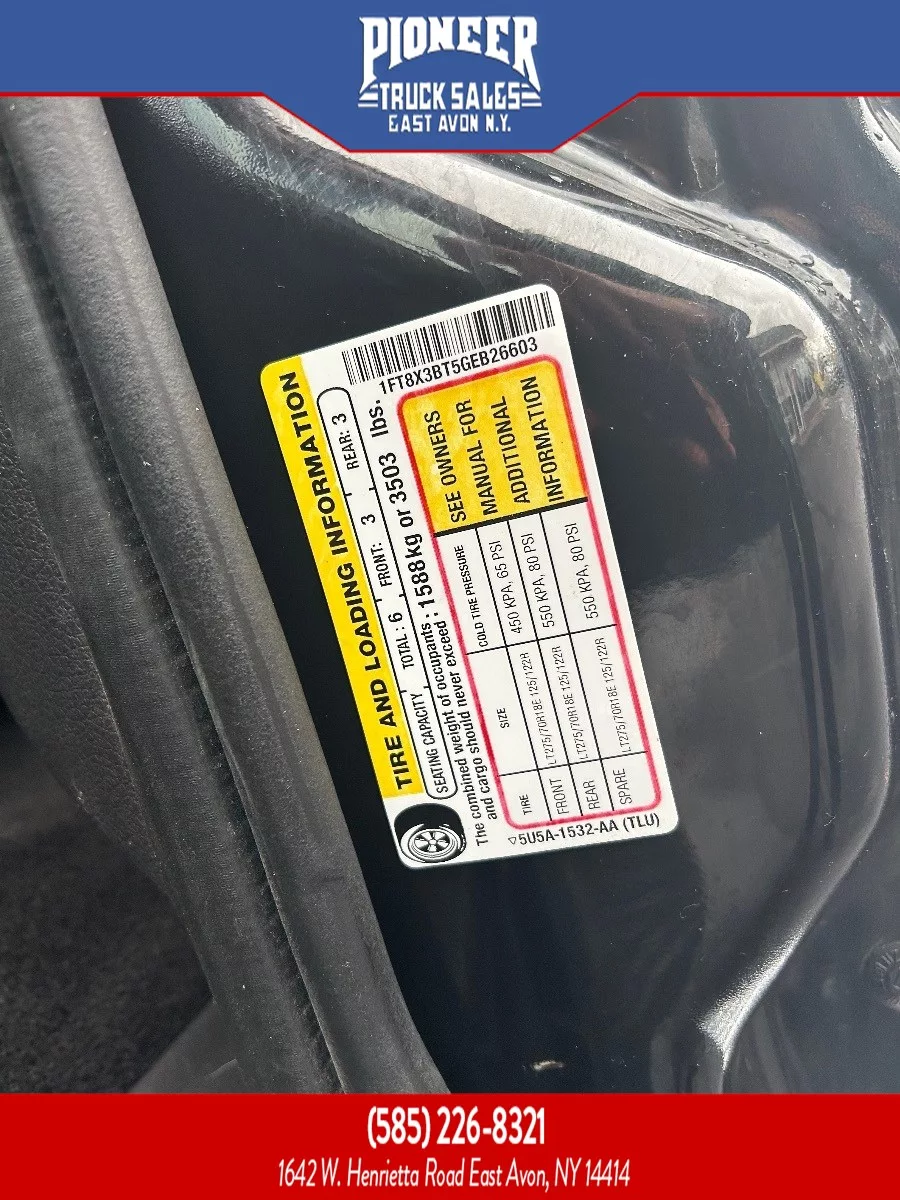 PIONEER
TRUCK SALES
EAST AVON N.Y.
1FT8X3BT5GEB26603
TIRE AND LOADING INFORMATION
SEATING CAPACITY TOTAL: 6 FRONT: 3 REAR: 3
The combined weight of occupants and cargo should never exceed : 1588kg or 3503 lbs.
TIRE SIZE COLD TIRE PRESSURE
FRONT LT275/70R18E 125/122R 450 KPA, 65 PSI
REAR LT275/70R18E 125/122R 550 KPA, 80 PSI
SPARE LT275/70R18E 125/122R 550 KPA, 80 PSI
SEE OWNERS
MANUAL FOR
ADDITIONAL
INFORMATION
5U5A-1532-AA (TLU)
(585) 226-8321
1642 W. Henrietta Road East Avon, NY 14414